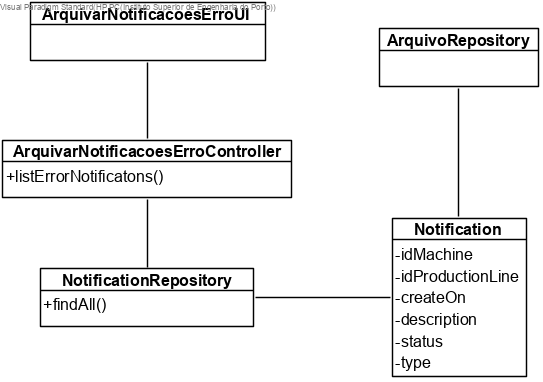 Visual Paradigm Standard(HP PC(Instituto Superior de Engenharia do Porto))
ArquivarNotificacoesErroUI
ArquivoRepository
ArquivarNotificacoesErroController
+listErrorNotificatons()
NotificationRepository
+findAll()
Notification
-idMachine
-idProductionLine
-createOn
-description
-status
-type